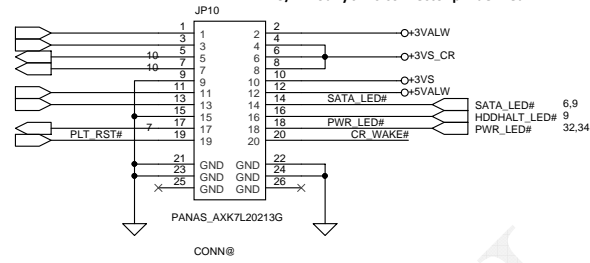 JP10
1 1 2 2 +3VALW
3 3 4 4
5 5 6 6 +3VS_CR
10
7 7 8 8
10
9 9 10 10 +3VS
11 11 12 12 +5VALW
13 13 14 14 SATA_LED# SATA_LED# 6,9
15 15 16 16 HDDHALT_LED# 9
17 17 18 18 PWR_LED# PWR_LED# 32,34
7
PLT_RST# 19 19 20 20 CR_WAKE#
21 GND GND 22
23 GND GND 24
25 GND GND 26
PANAS_AXK7L20213G
CONN@